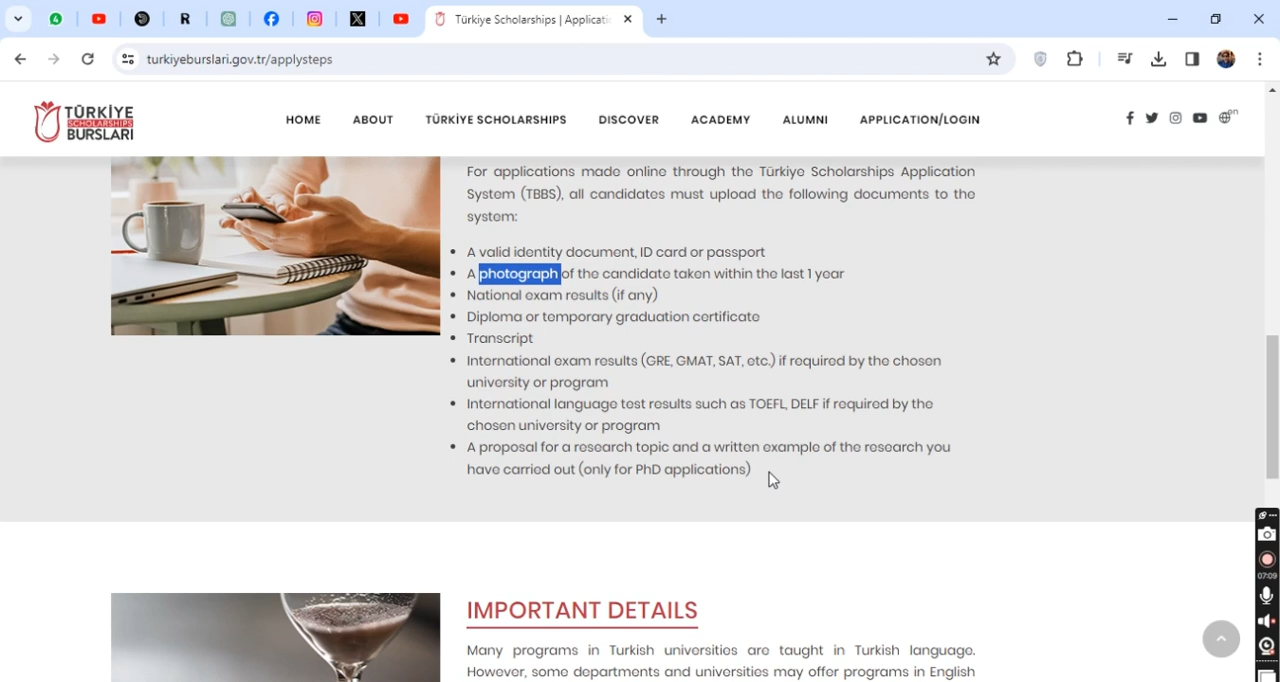 Türkiye Scholarships | Applicatio
turkiyeburslari.gov.tr/applysteps
TÜRKİYE
SCHOLARSHIPS
BURSLARI
HOME ABOUT TÜRKİYE SCHOLARSHIPS DISCOVER ACADEMY ALUMNI APPLICATION/LOGIN
en
For applications made online through the Türkiye Scholarships Application
System (TBBS), all candidates must upload the following documents to the
system:
• A valid identity document, ID card or passport
• A photograph of the candidate taken within the last 1 year
• National exam results (if any)
• Diploma or temporary graduation certificate
• Transcript
• International exam results (GRE, GMAT, SAT, etc.) if required by the chosen
university or program
• International language test results such as TOEFL, DELF if required by the
chosen university or program
• A proposal for a research topic and a written example of the research you
have carried out (only for PhD applications)
07:09
IMPORTANT DETAILS
Many programs in Turkish universities are taught in Turkish language.
However, some departments and universities may offer programs in English